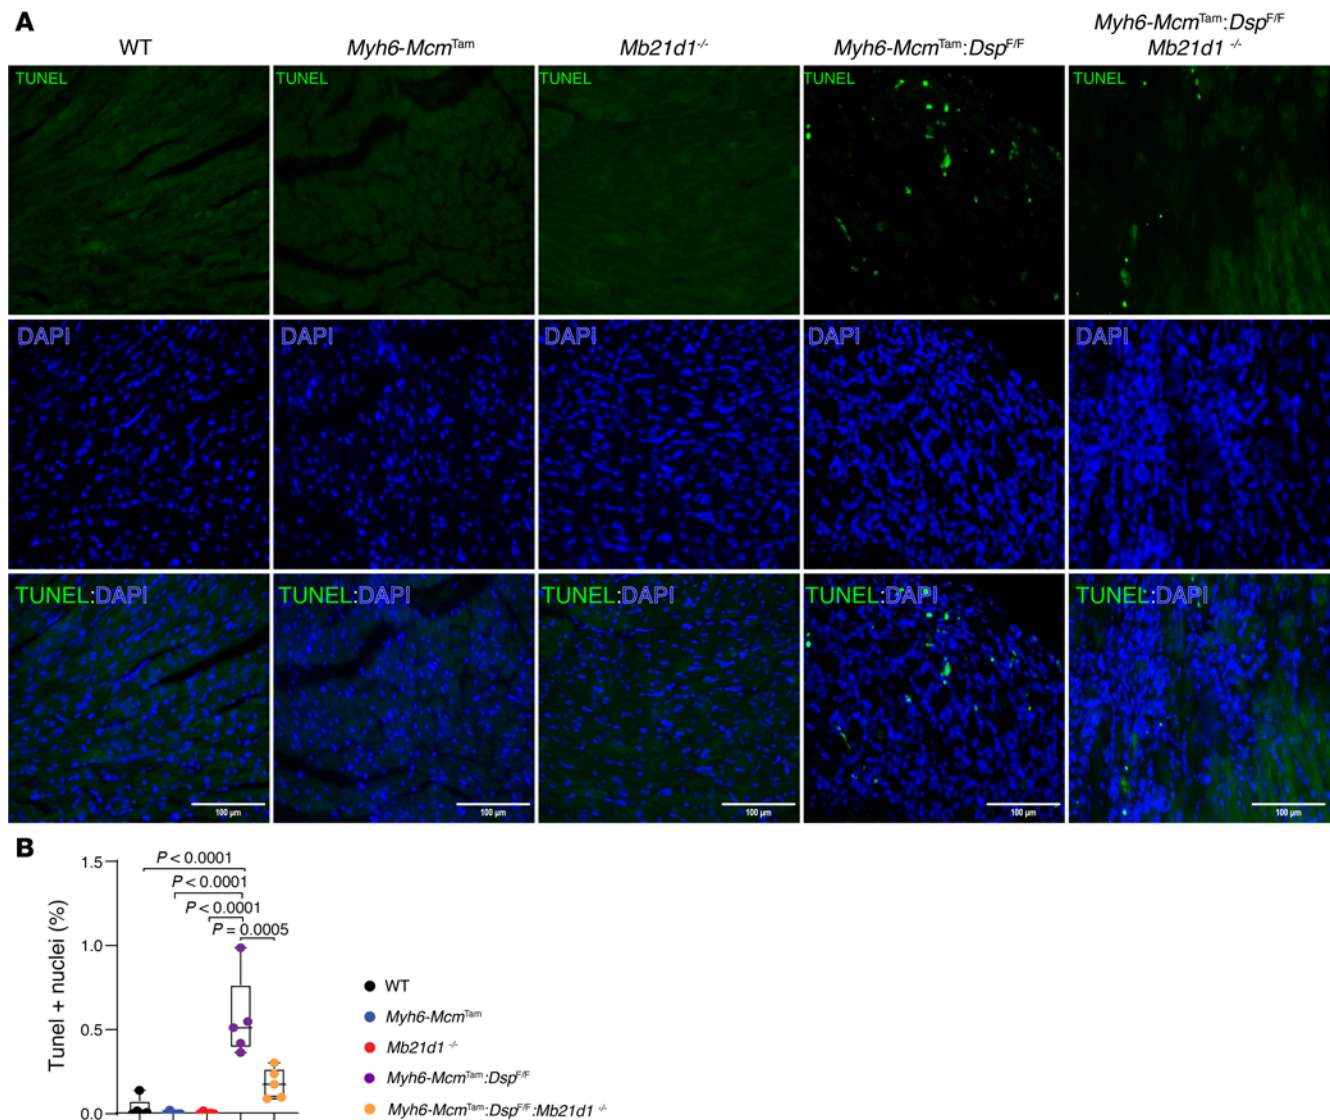 A
WT
Myh6-Mcm^Tam
Mb21d1^-/-
Myh6-Mcm^Tam:Dsp^F/F
Myh6-Mcm^Tam:Dsp^F/F
Mb21d1 ^-/-
TUNEL
TUNEL
TUNEL
TUNEL
TUNEL
DAPI
DAPI
DAPI
DAPI
DAPI
TUNEL:DAPI
TUNEL:DAPI
TUNEL:DAPI
TUNEL:DAPI
TUNEL:DAPI
100 µm
100 µm
100 µm
100 µm
100 µm
B
Tunel + nuclei (%)
1.5
1.0
0.5
0.0
P < 0.0001
P < 0.0001
P < 0.0001
P = 0.0005
WT
Myh6-Mcm^Tam
Mb21d1 ^-/-
Myh6-Mcm^Tam:Dsp^F/F
Myh6-Mcm^Tam:Dsp^F/F:Mb21d1 ^-/-